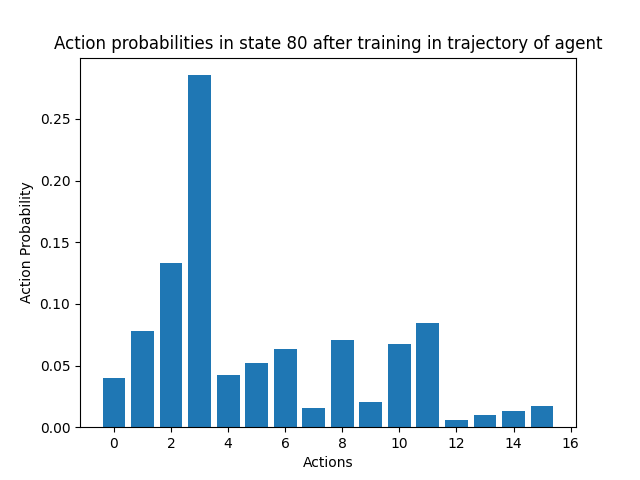 Action probabilities in state 80 after training in trajectory of agent
Action Probability
0.25
0.20
0.15
0.10
0.05
0.00
0 2 4 6 8 10 12 14 16
Actions